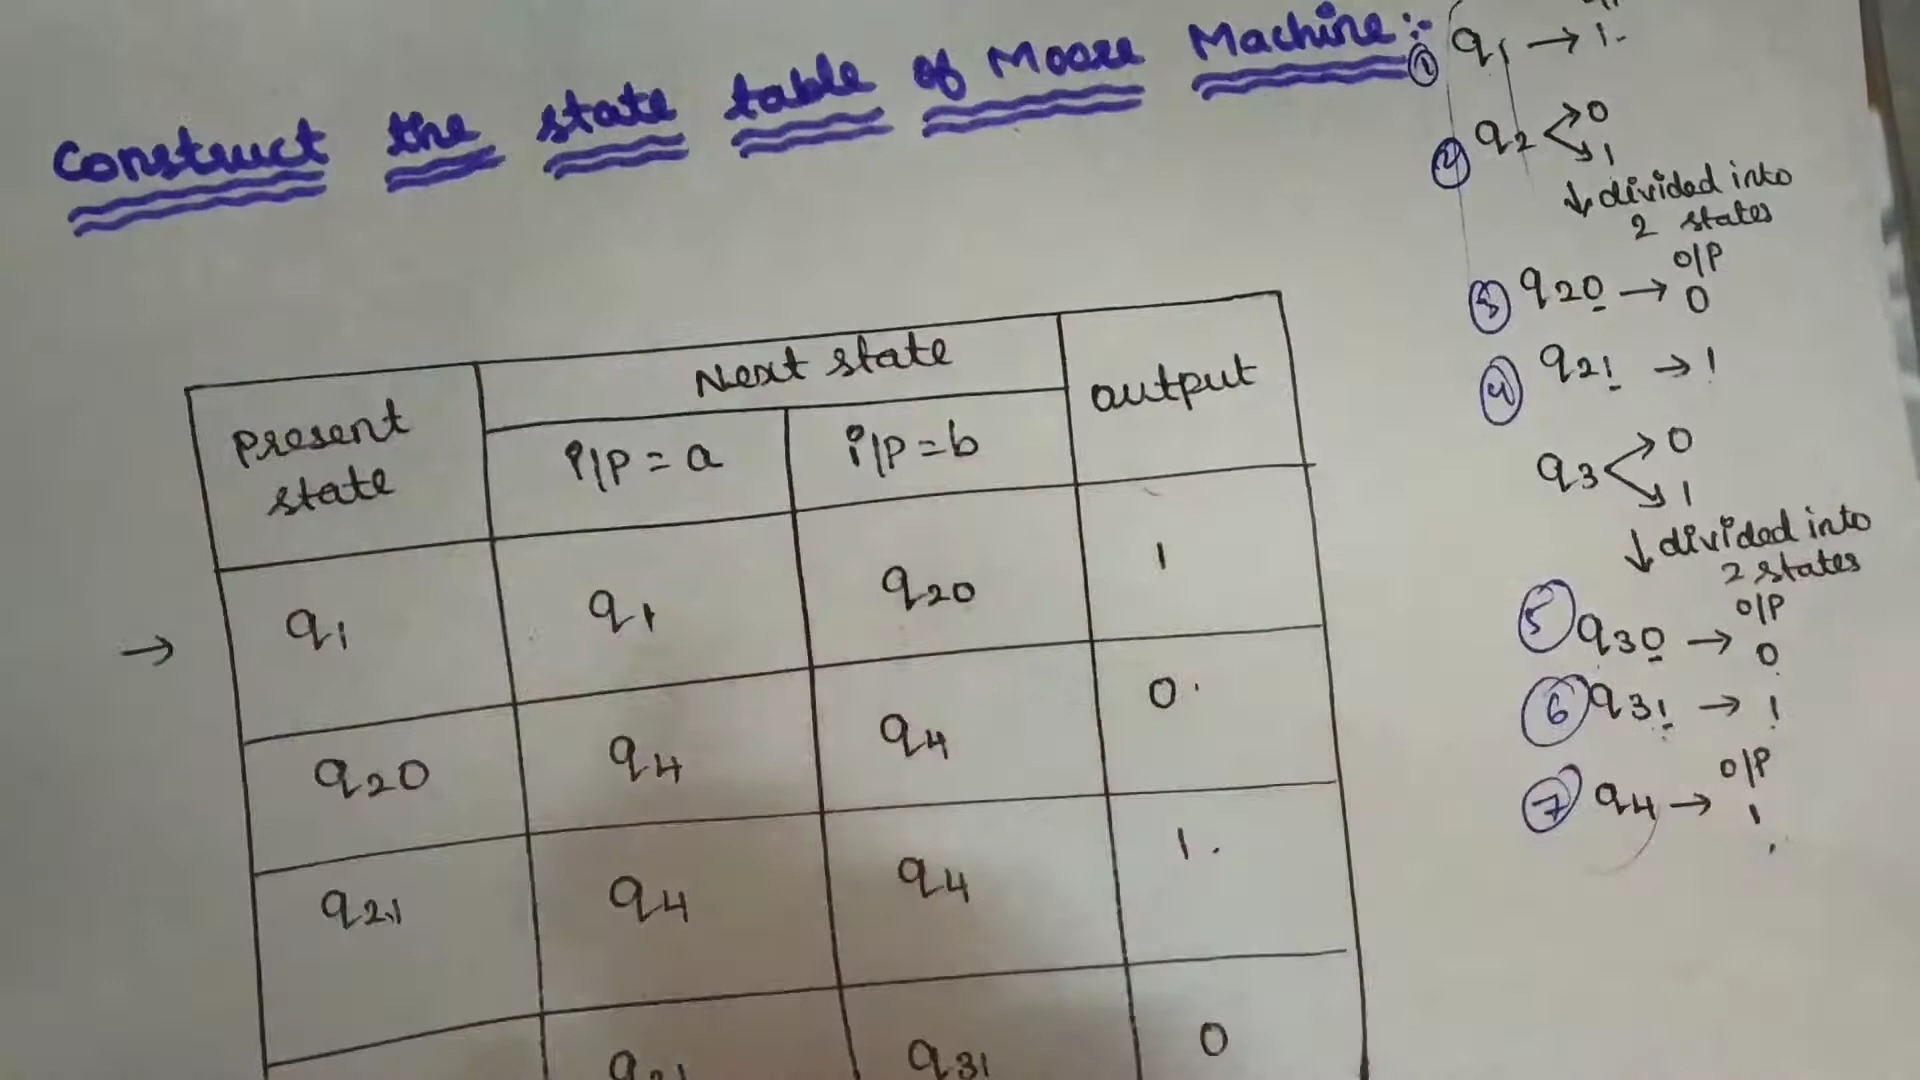 Construct the state table of Moore Machine:-
Present state
Next state
output
i/p = a
i/p = b
→ q1
q1
q20
1
q20
q4
q4
0
q21
q4
q4
1
q21
q31
0
① q1 → 1
② q2 0
1
↓ divided into
2 states
o/p
③ q20 → 0
④ q21 → 1
q3 0
1
↓ divided into
2 states
o/p
⑤ q30 → 0
⑥ q31 → 1
o/p
⑦ q4 → 1